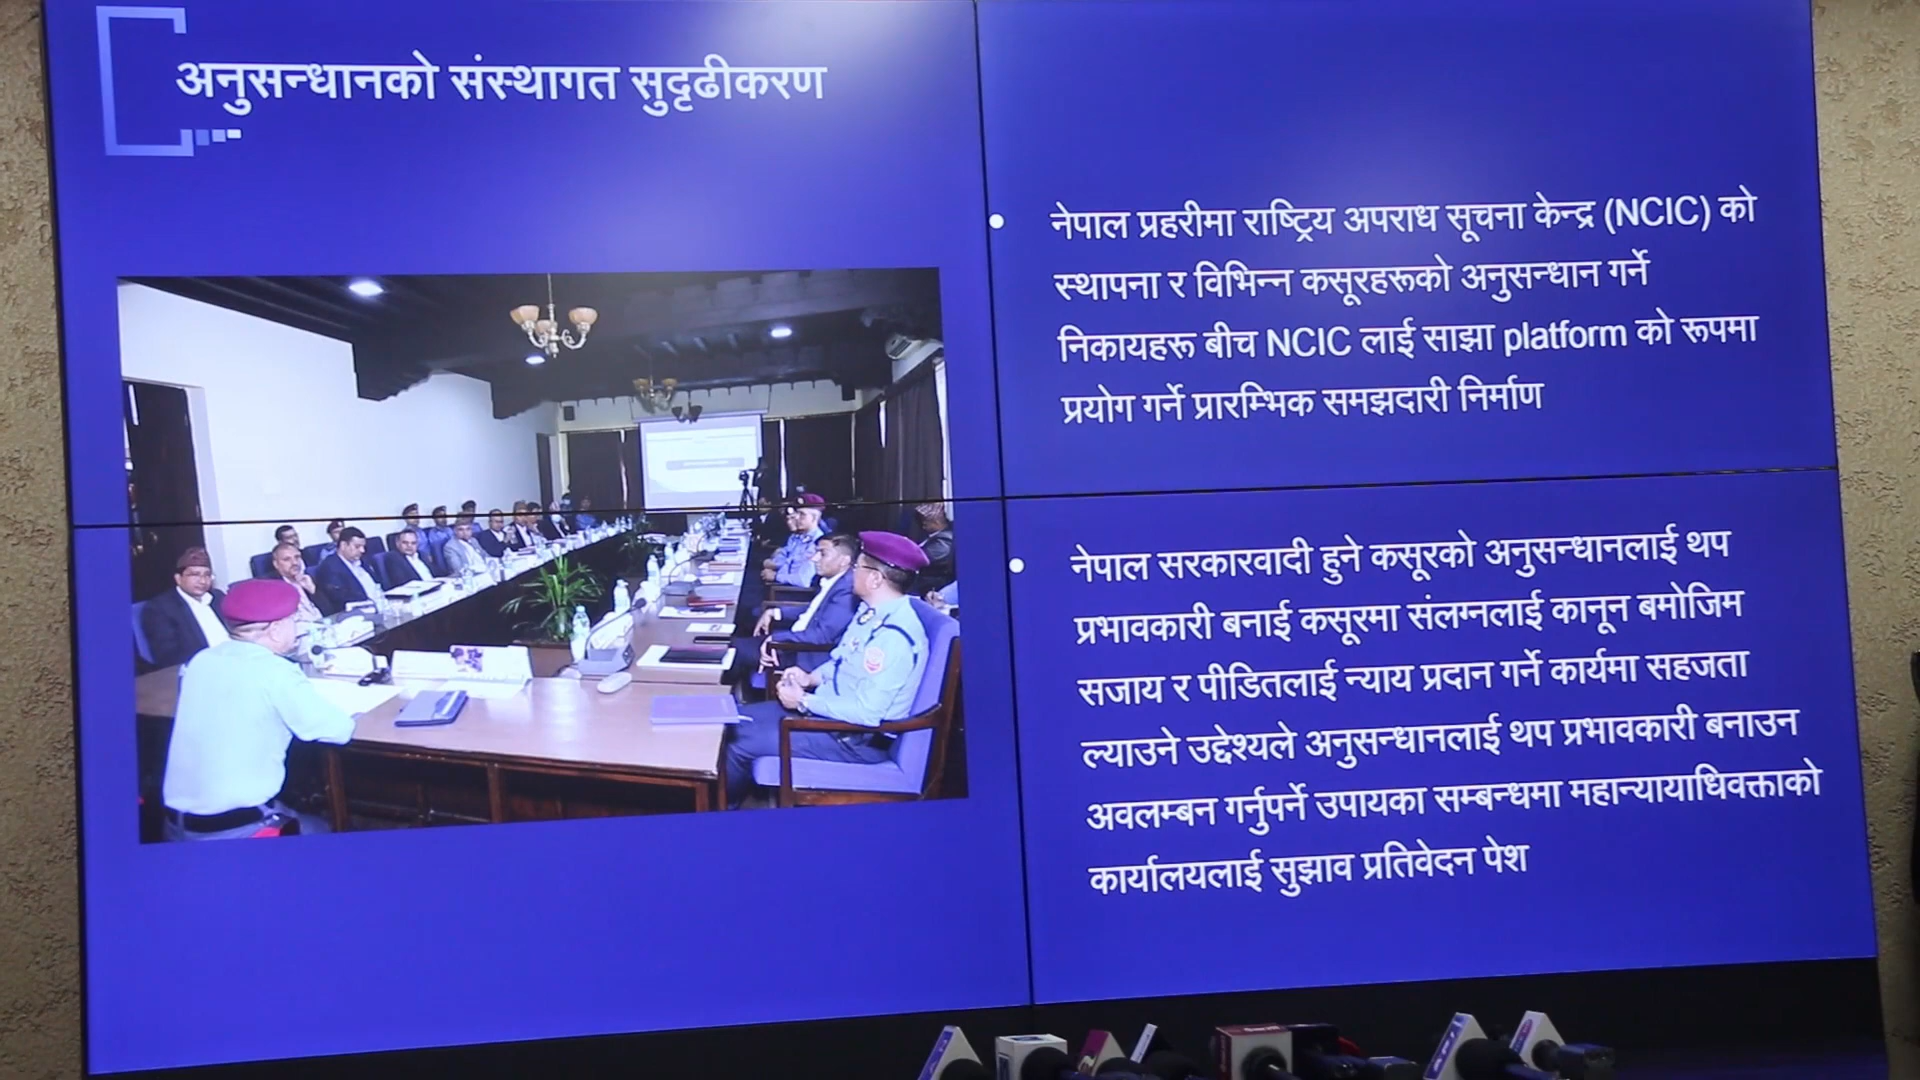 अनुसन्धानको संस्थागत सुदृढीकरण
• नेपाल प्रहरीमा राष्ट्रिय अपराध सूचना केन्द्र (NCIC) को
स्थापना र विभिन्न कसूरहरूको अनुसन्धान गर्ने
निकायहरू बीच NCIC लाई साझा platform को रूपमा
प्रयोग गर्ने प्रारम्भिक समझदारी निर्माण
• नेपाल सरकारवादी हुने कसूरको अनुसन्धानलाई थप
प्रभावकारी बनाई कसूरमा संलग्नलाई कानून बमोजिम
सजाय र पीडितलाई न्याय प्रदान गर्ने कार्यमा सहजता
ल्याउने उद्देश्यले अनुसन्धानलाई थप प्रभावकारी बनाउन
अवलम्बन गर्नुपर्ने उपायका सम्बन्धमा महान्यायाधिवक्ताको
कार्यालयलाई सुझाव प्रतिवेदन पेश